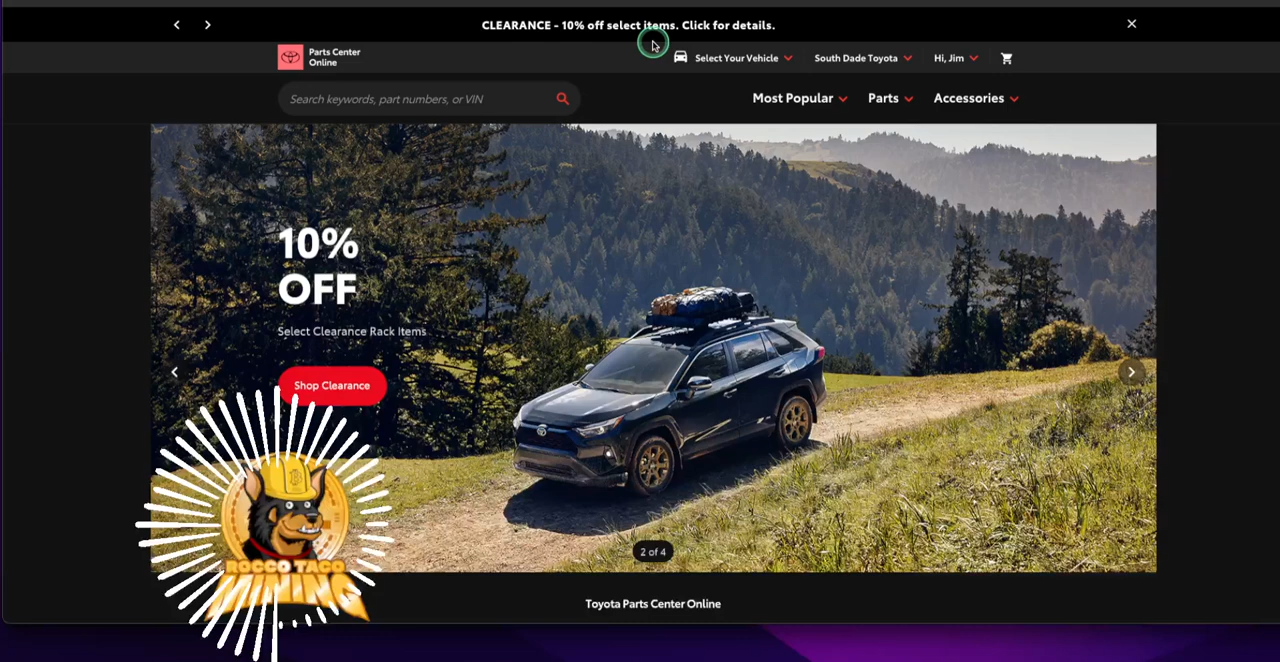 CLEARANCE - 10% off select items. Click for details.
Parts Center
Online
Select Your Vehicle
South Dade Toyota
Hi, Jim
Search keywords, part numbers, or VIN
Most Popular
Parts
Accessories
10%
OFF
Select Clearance Rack Items
Shop Clearance
ROCCO TACO
MINING
2 of 4
Toyota Parts Center Online